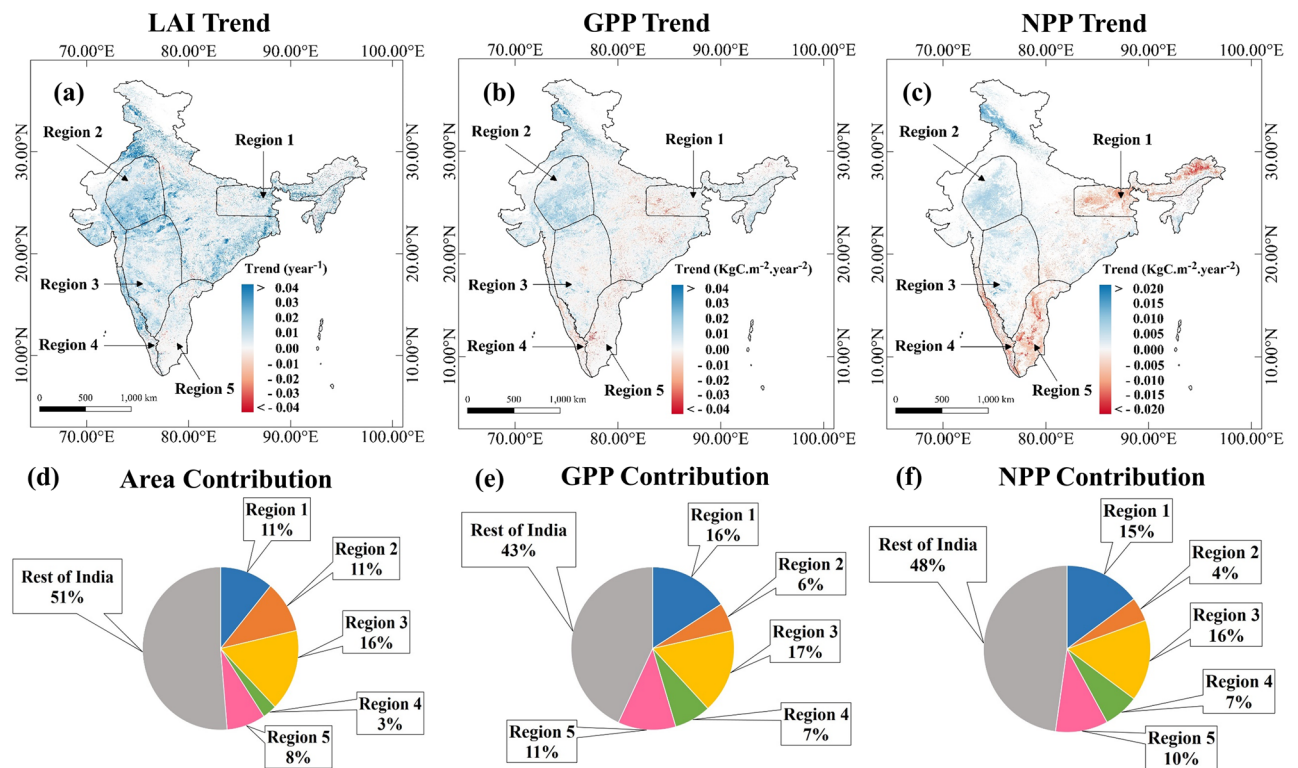 LAI Trend
70.00°E 80.00°E 90.00°E 100.00°E
(a)
Region 2
Region 1
30.00°N
20.00°N
10.00°N
30.00°N
20.00°N
10.00°N
Region 3
Region 4
Region 5
Trend (year-1)
> 0.04
0.03
0.02
0.01
0.00
- 0.01
- 0.02
- 0.03
< - 0.04
0 500 1,000 km
70.00°E 80.00°E 90.00°E 100.00°E
GPP Trend
70.00°E 80.00°E 90.00°E 100.00°E
(b)
Region 2
Region 1
30.00°N
20.00°N
10.00°N
30.00°N
20.00°N
10.00°N
Region 3
Region 4
Region 5
Trend (KgC.m-2.year-2)
> 0.04
0.03
0.02
0.01
0.00
- 0.01
- 0.02
- 0.03
< - 0.04
0 500 1,000 km
70.00°E 80.00°E 90.00°E 100.00°E
NPP Trend
70.00°E 80.00°E 90.00°E 100.00°E
(c)
Region 2
Region 1
30.00°N
20.00°N
10.00°N
30.00°N
20.00°N
10.00°N
Region 3
Region 4
Region 5
Trend (KgC.m-2.year-2)
> 0.020
0.015
0.010
0.005
0.000
- 0.005
- 0.010
- 0.015
< - 0.020
0 500 1,000 km
70.00°E 80.00°E 90.00°E 100.00°E
(d)
Area Contribution
Region 1
11%
Region 2
11%
Region 3
16%
Region 4
3%
Region 5
8%
Rest of India
51%
(e)
GPP Contribution
Region 1
16%
Region 2
6%
Region 3
17%
Region 4
7%
Region 5
11%
Rest of India
43%
(f)
NPP Contribution
Region 1
15%
Region 2
4%
Region 3
16%
Region 4
7%
Region 5
10%
Rest of India
48%